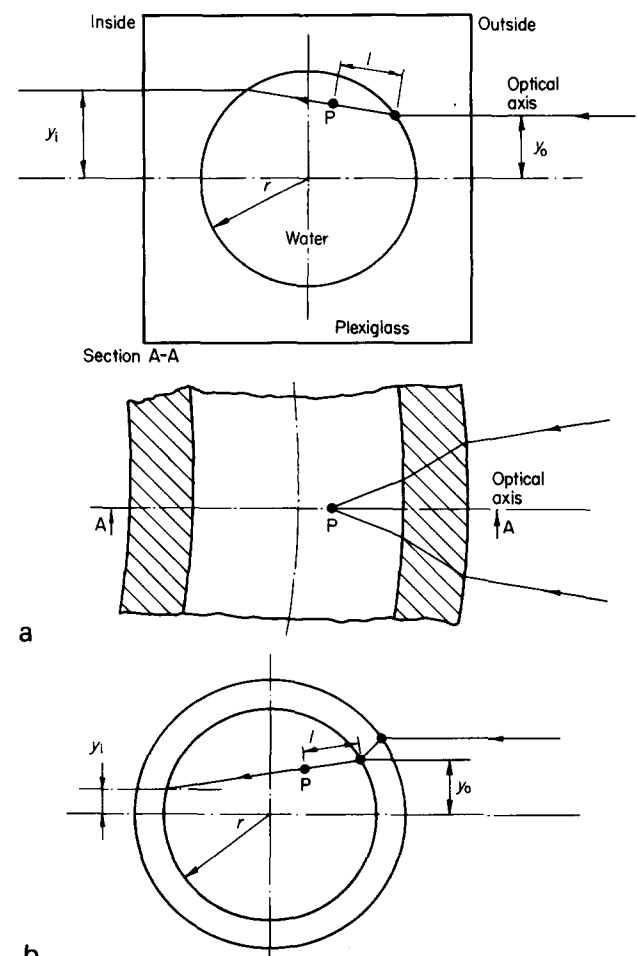 Inside
Outside
l
Optical
axis
P
yi
yo
r
Water
Plexiglass
Section A-A
Optical
axis
A
P
A
a
yi
l
P
yo
r
b